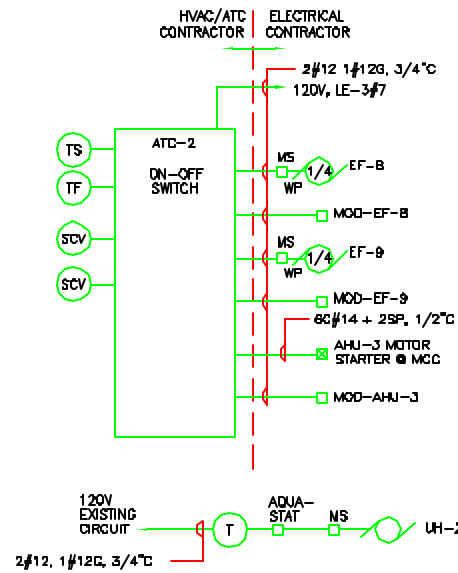 HVAC/ATC ELECTRICAL
CONTRACTOR CONTRACTOR
2#12 1#12G, 3/4"C
120V, LE-3#7
ATC-2
ON-OFF
SWITCH
TS
TF
SCV
SCV
MS
WP
1/4
EF-8
MOD-EF-8
MS
WP
1/4
EF-9
MOD-EF-9
6C#14 + 2SP, 1/2"C
AHU-3 MOTOR
STARTER @ MCC
MOD-AHU-3
120V
EXISTING
CIRCUIT
T
AQUA-
STAT
MS
2#12, 1#12G, 3/4"C